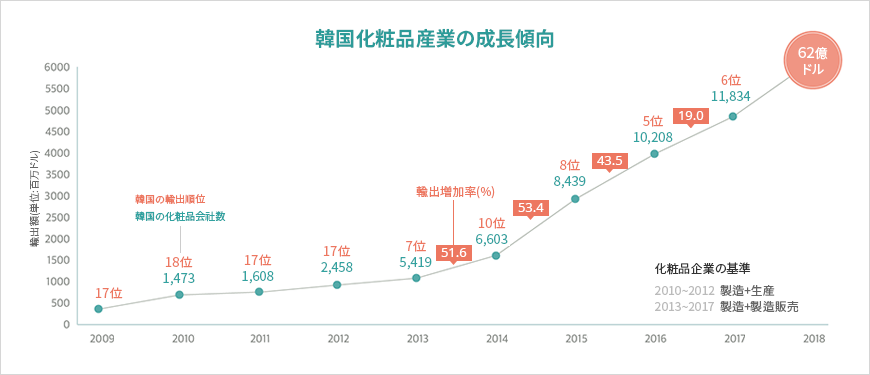 韓国化粧品産業の成長傾向
62億
ドル
輸出額(単位:百万ドル)
6000
5500
5000
4500
4000
3500
3000
2500
2000
1500
1000
500
0
韓国の輸出順位
韓国の化粧品会社数
輸出増加率(%)
17位
18位
1,473
17位
1,608
17位
2,458
7位
5,419
51.6
10位
6,603
53.4
8位
8,439
43.5
5位
10,208
19.0
6位
11,834
化粧品企業の基準
2010~2012 製造+生産
2013~2017 製造+製造販売
2009 2010 2011 2012 2013 2014 2015 2016 2017 2018